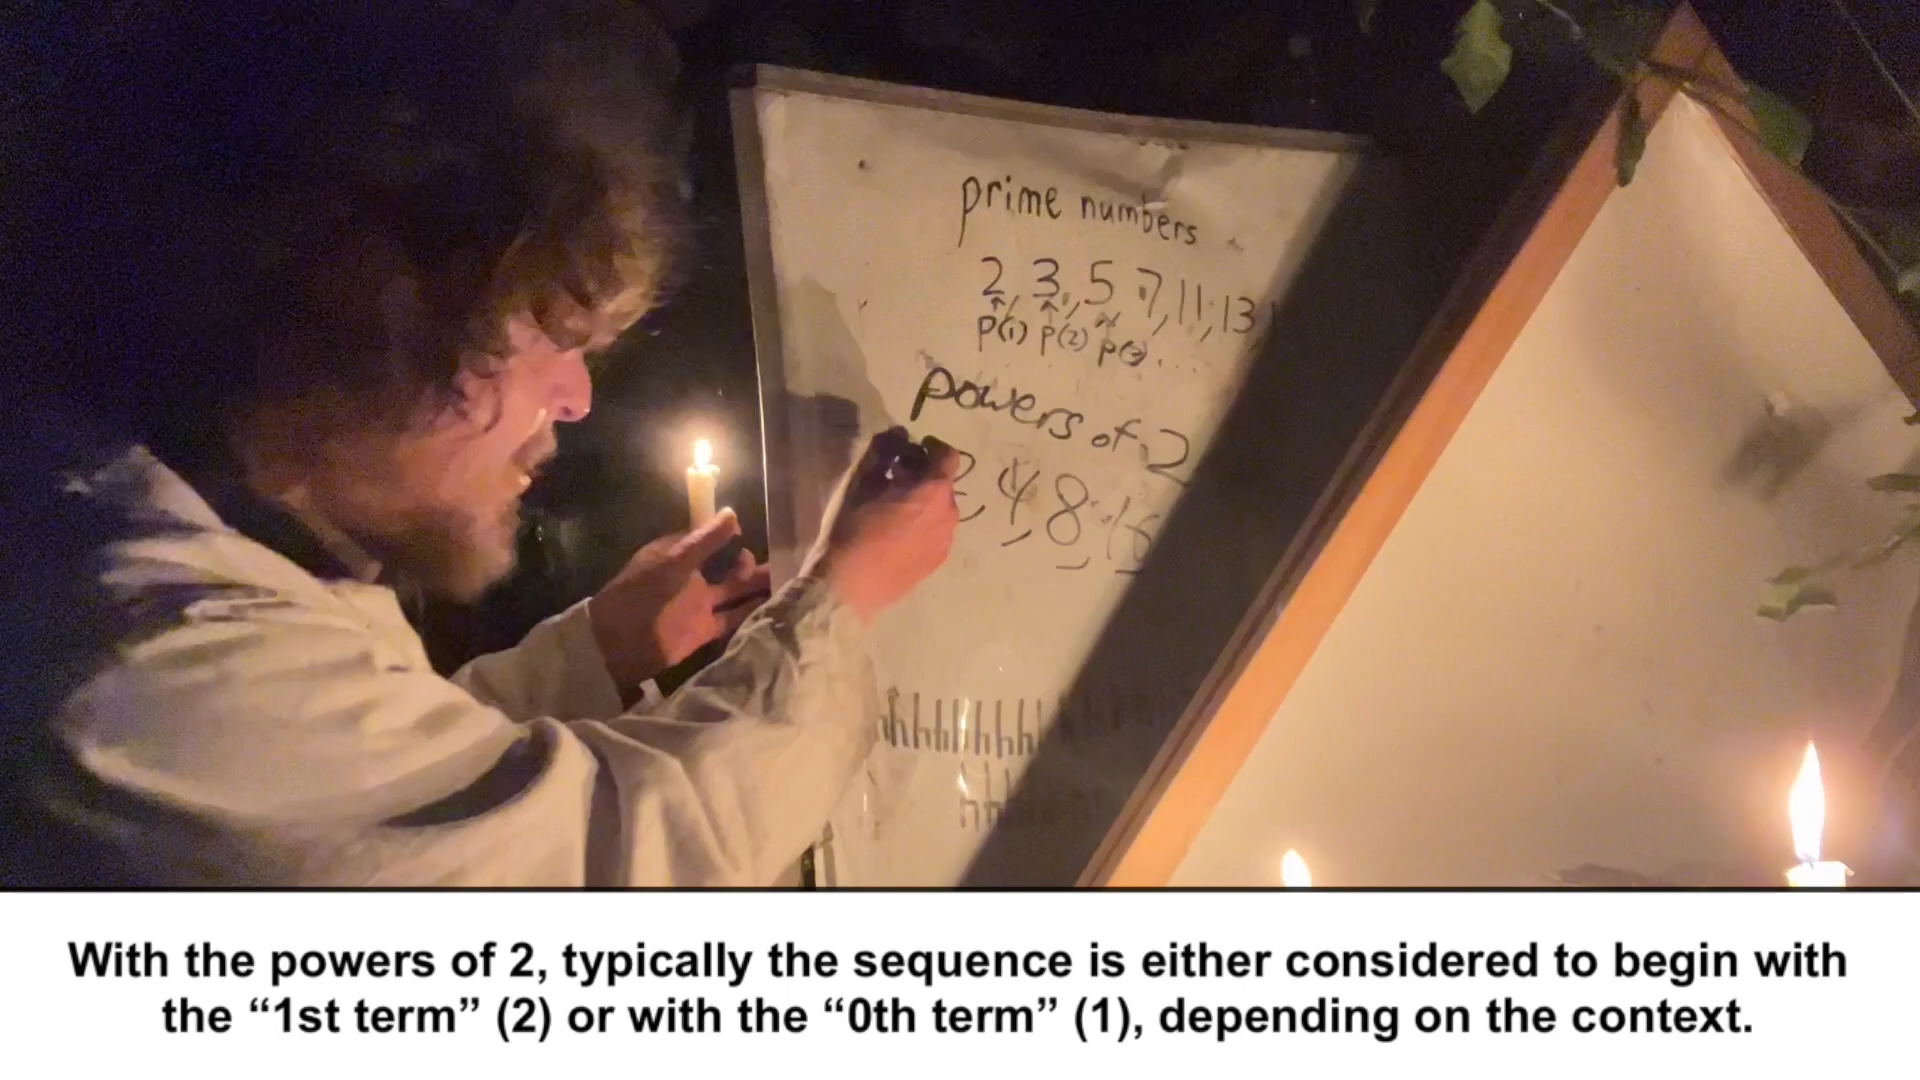 prime numbers
2, 3, 5, 7, 11, 13,
p(1) p(2) p(3) ...
powers of 2
2, 4, 8, 16
With the powers of 2, typically the sequence is either considered to begin with
the “1st term” (2) or with the “0th term” (1), depending on the context.